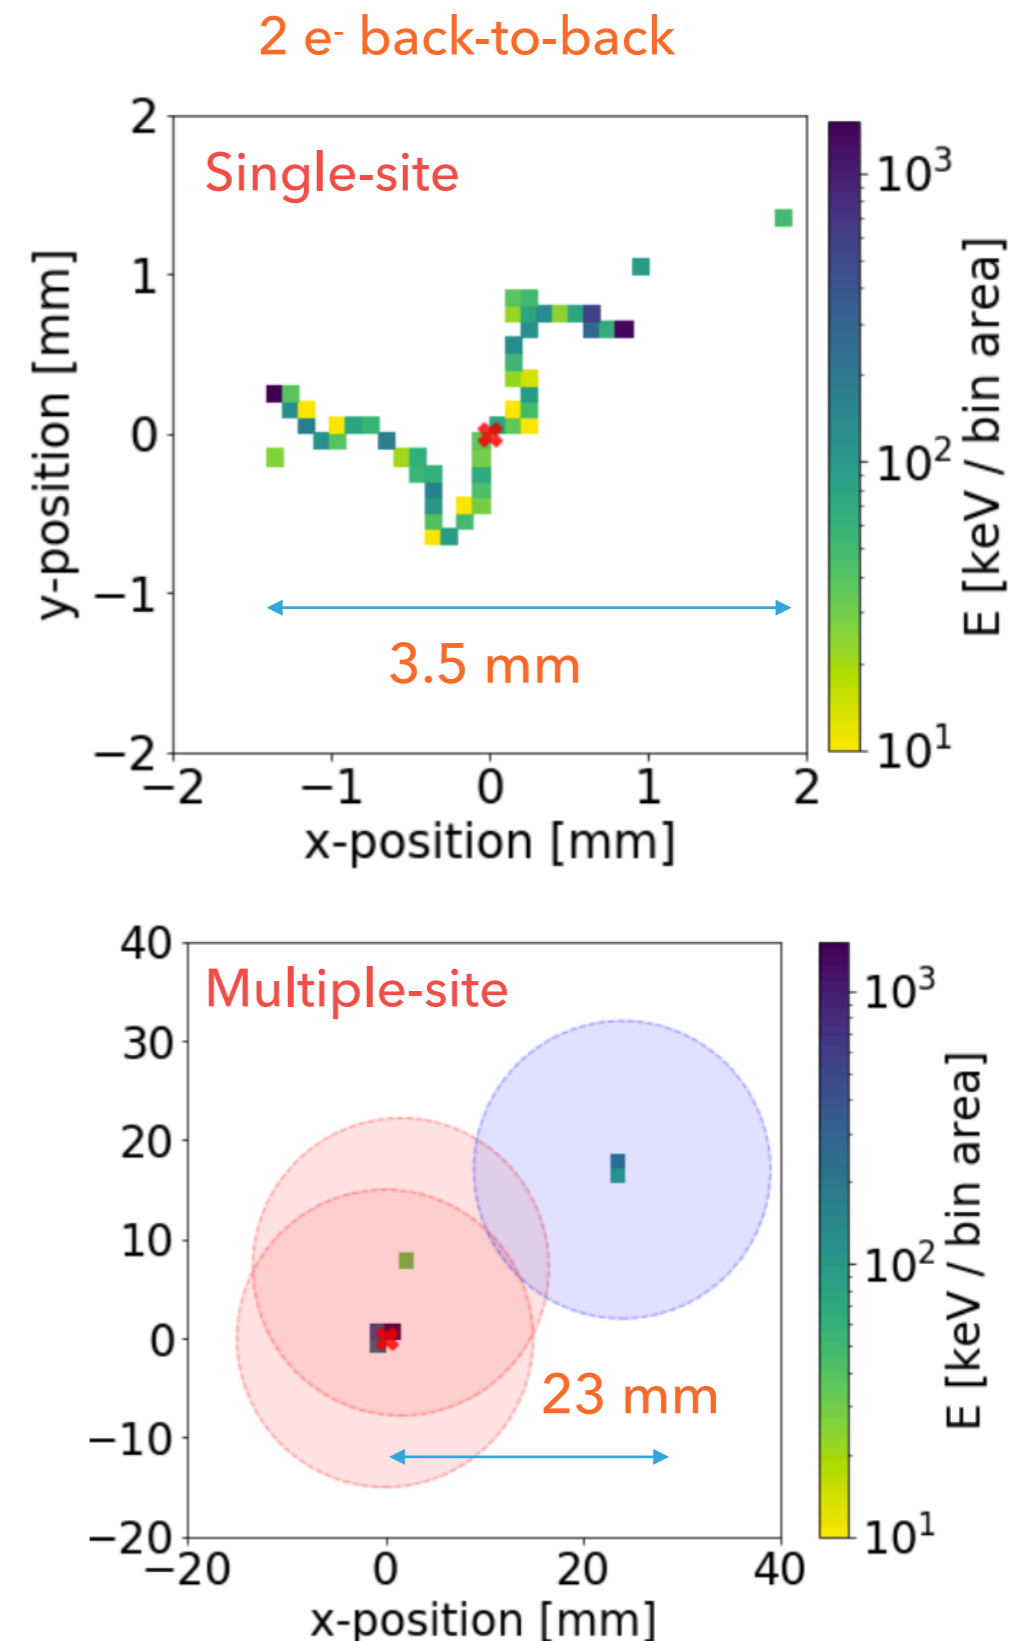 2 e- back-to-back
Single-site
2
1
0
−1
−2
y-position [mm]
3.5 mm
−2 −1 0 1 2
x-position [mm]
10³
10²
10¹
E [keV / bin area]
Multiple-site
40
30
20
10
0
−10
−20
23 mm
−20 0 20 40
x-position [mm]
10³
10²
10¹
E [keV / bin area]